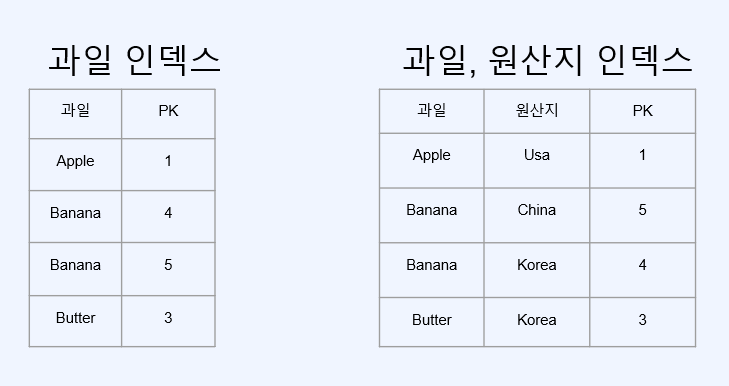 과일 인덱스
과일 PK
Apple 1
Banana 4
Banana 5
Butter 3
과일, 원산지 인덱스
과일 원산지 PK
Apple Usa 1
Banana China 5
Banana Korea 4
Butter Korea 3